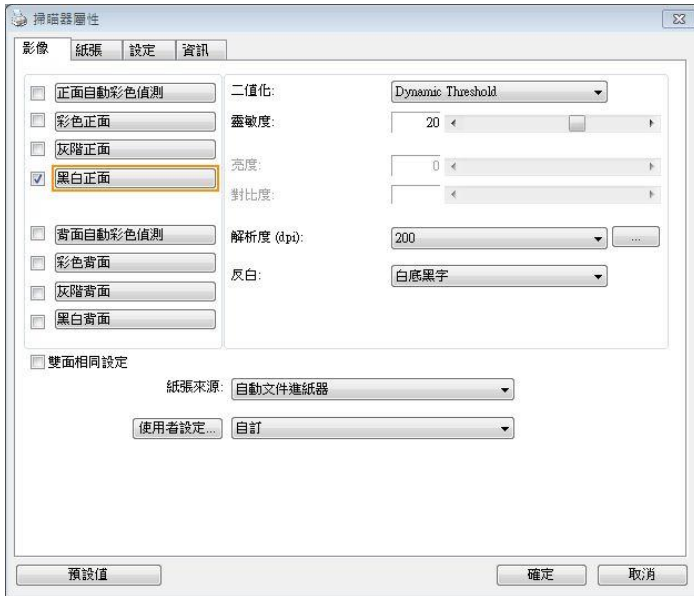 掃瞄器屬性
影像 紙張 設定 資訊
正面自動彩色偵測
彩色正面
灰階正面
黑白正面
背面自動彩色偵測
彩色背面
灰階背面
黑白背面
二值化: Dynamic Threshold
靈敏度: 20
亮度: 0
對比度:
解析度 (dpi): 200 ...
反白: 白底黑字
雙面相同設定
紙張來源: 自動文件進紙器
使用者設定... 自訂
預設值 確定 取消